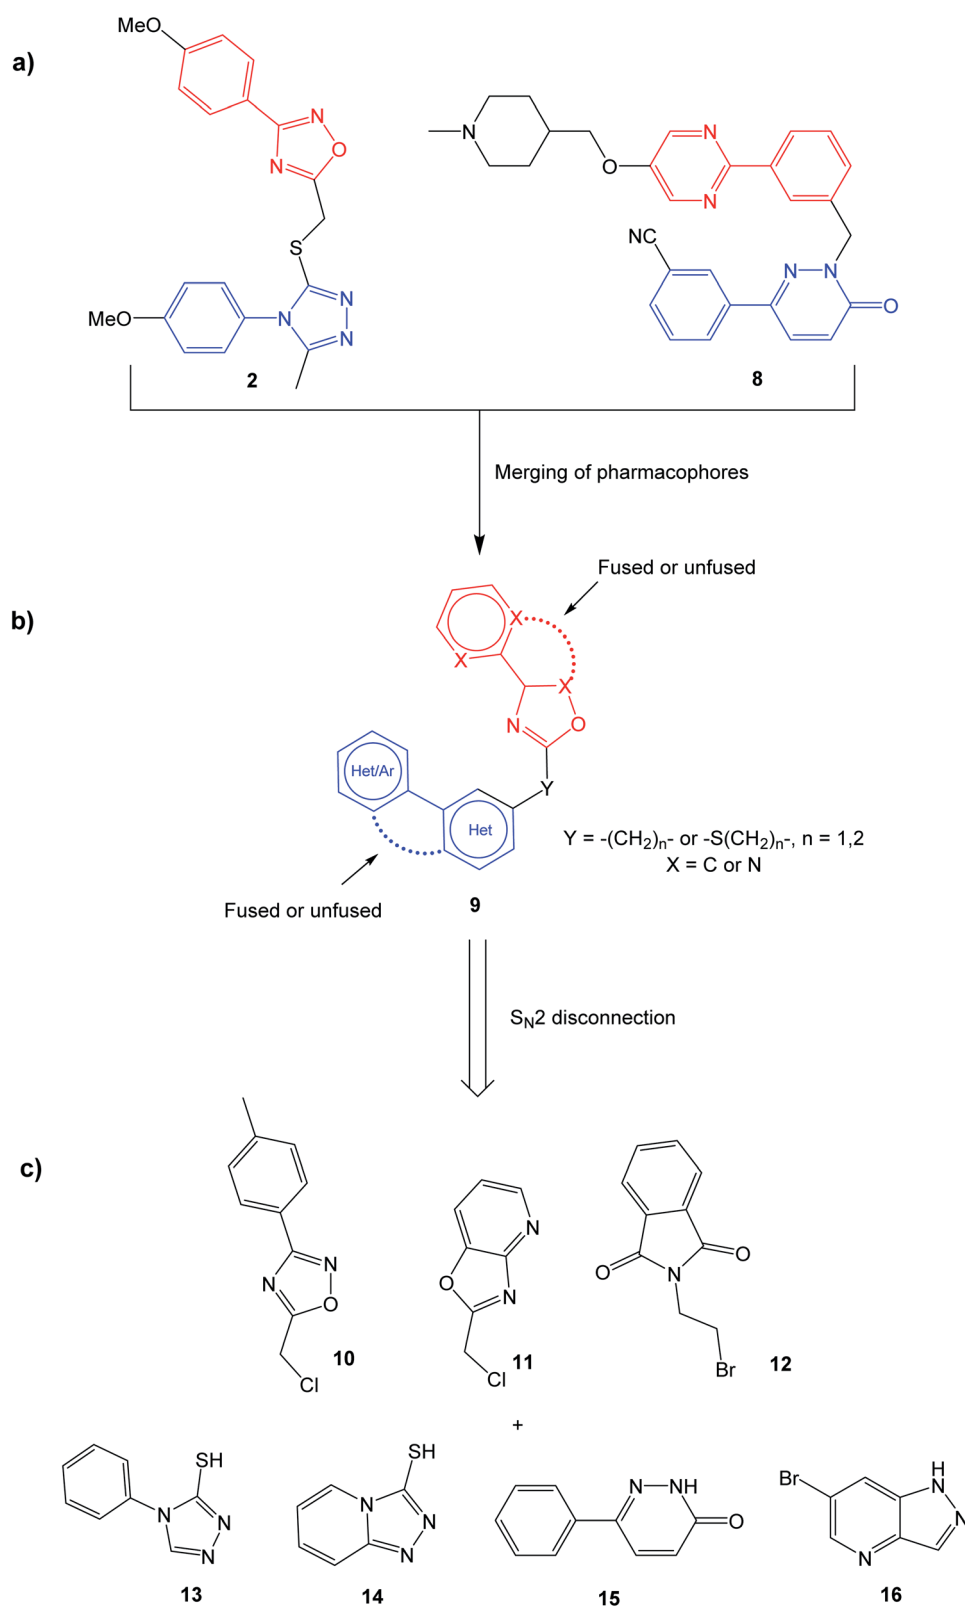 a)
MeO
N
O
N
S
N
N
N
MeO
2
N
O
N
N
NC
N
N
O
8
Merging of pharmacophores
b)
Fused or unfused
X
X
X
N
O
Y
Het/Ar
Het
Y = -(CH2)n- or -S(CH2)n-, n = 1,2
X = C or N
Fused or unfused
9
SN2 disconnection
c)
N
N
O
Cl
10
N
O
N
Cl
11
O
O
N
Br
12
+
SH
N
N
N
13
SH
N
N
N
14
N
NH
O
15
Br
H
N
N
N
16